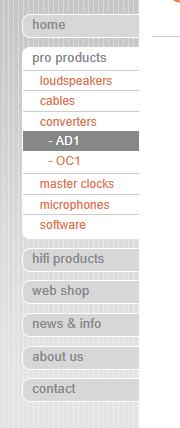 home
pro products
loudspeakers
cables
converters
- AD1
- OC1
master clocks
microphones
software
hifi products
web shop
news & info
about us
contact